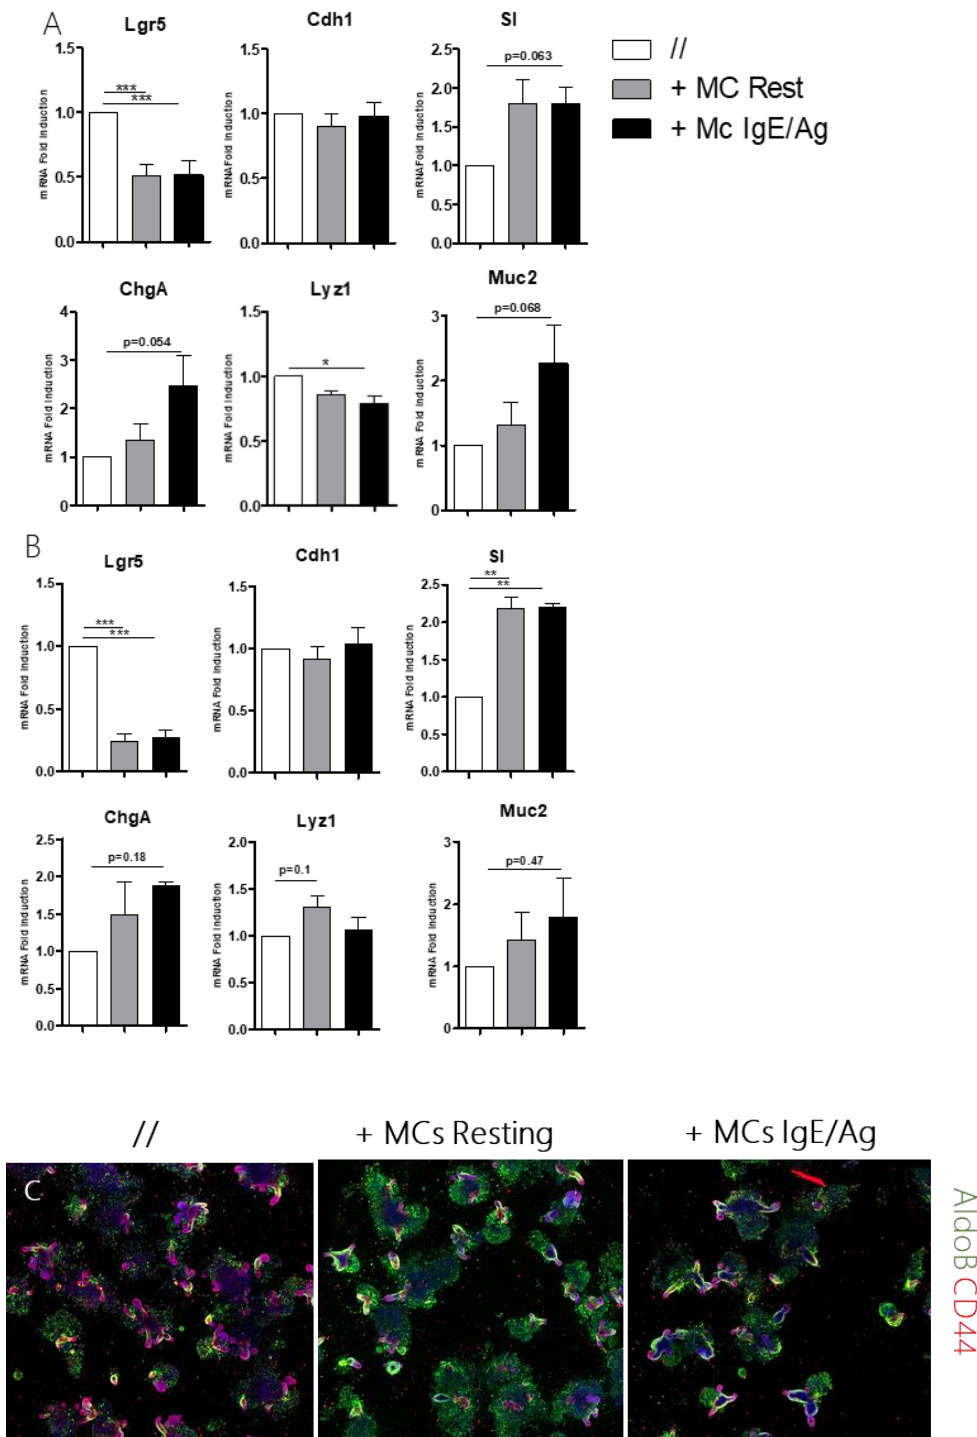 A
Lgr5
Cdh1
SI
//
+ MC Rest
+ Mc IgE/Ag
mRNA Fold Induction
1.5
1.0
0.5
0.0
***
***
mRNAFold Induction
1.5
1.0
0.5
0.0
mRNA Fold Induction
2.5
2.0
1.5
1.0
0.5
0.0
p=0.063
ChgA
Lyz1
Muc2
mRNA Fold Induction
4
3
2
1
0
p=0.054
mRNA Fold Induction
1.5
1.0
0.5
0.0
*
mRNA Fold Induction
3
2
1
0
p=0.068
B
Lgr5
Cdh1
SI
mRNA Fold Induction
1.5
1.0
0.5
0.0
***
***
mRNA Fold Induction
1.5
1.0
0.5
0.0
mRNA Fold Induction
2.5
2.0
1.5
1.0
0.5
0.0
**
**
ChgA
Lyz1
Muc2
mRNA Fold Induction
2.5
2.0
1.5
1.0
0.5
0.0
p=0.18
mRNA Fold Induction
2.0
1.5
1.0
0.5
0.0
p=0.1
mRNA Fold Induction
3
2
1
0
p=0.47
//
+ MCs Resting
+ MCs IgE/Ag
C
AldoB CD44